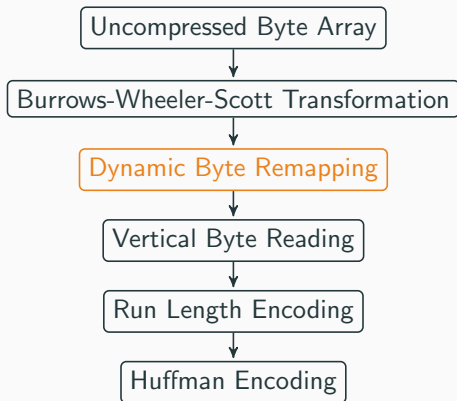 Uncompressed Byte Array
Burrows-Wheeler-Scott Transformation
Dynamic Byte Remapping
Vertical Byte Reading
Run Length Encoding
Huffman Encoding